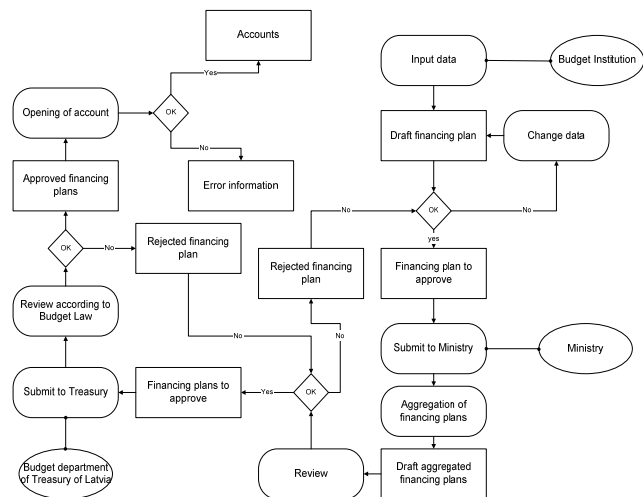 Accounts
Yes
Opening of account
OK
No
Approved financing
plans
Error information
OK
No
Rejected financing
plan
Review according to
Budget Law
No
Submit to Treasury
Financing plans to
approve
Yes
OK
No
Budget department
of Treasury of Latvia
Input data
Budget Institution
Draft financing plan
Change data
No
OK
No
yes
Rejected financing
plan
Financing plan to
approve
Submit to Ministry
Ministry
Aggregation of
financing plans
Review
Draft aggregated
financing plans